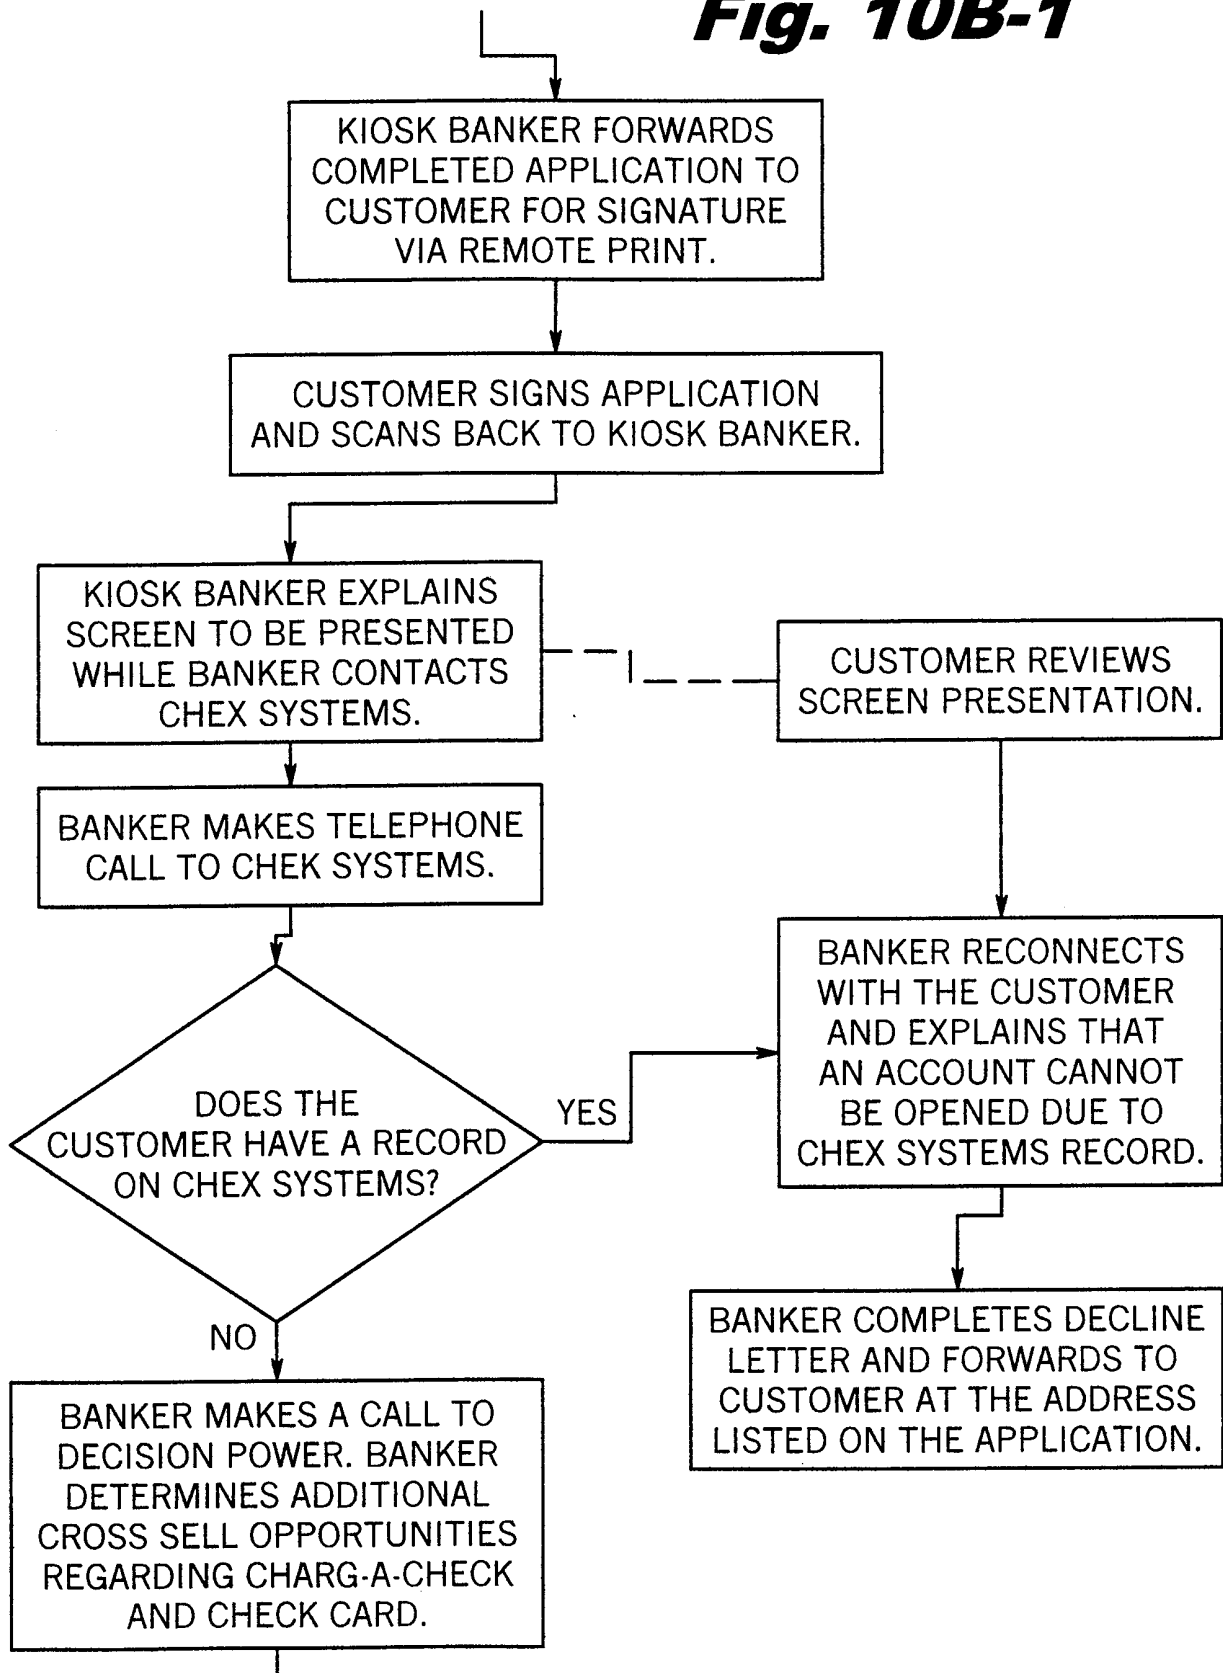 Fig. 10B-1
KIOSK BANKER FORWARDS
COMPLETED APPLICATION TO
CUSTOMER FOR SIGNATURE
VIA REMOTE PRINT.
CUSTOMER SIGNS APPLICATION
AND SCANS BACK TO KIOSK BANKER.
KIOSK BANKER EXPLAINS
SCREEN TO BE PRESENTED
WHILE BANKER CONTACTS
CHEX SYSTEMS.
CUSTOMER REVIEWS
SCREEN PRESENTATION.
BANKER MAKES TELEPHONE
CALL TO CHEK SYSTEMS.
DOES THE
CUSTOMER HAVE A RECORD
ON CHEX SYSTEMS?
YES
BANKER RECONNECTS
WITH THE CUSTOMER
AND EXPLAINS THAT
AN ACCOUNT CANNOT
BE OPENED DUE TO
CHEX SYSTEMS RECORD.
BANKER COMPLETES DECLINE
LETTER AND FORWARDS TO
CUSTOMER AT THE ADDRESS
LISTED ON THE APPLICATION.
NO
BANKER MAKES A CALL TO
DECISION POWER. BANKER
DETERMINES ADDITIONAL
CROSS SELL OPPORTUNITIES
REGARDING CHARG-A-CHECK
AND CHECK CARD.